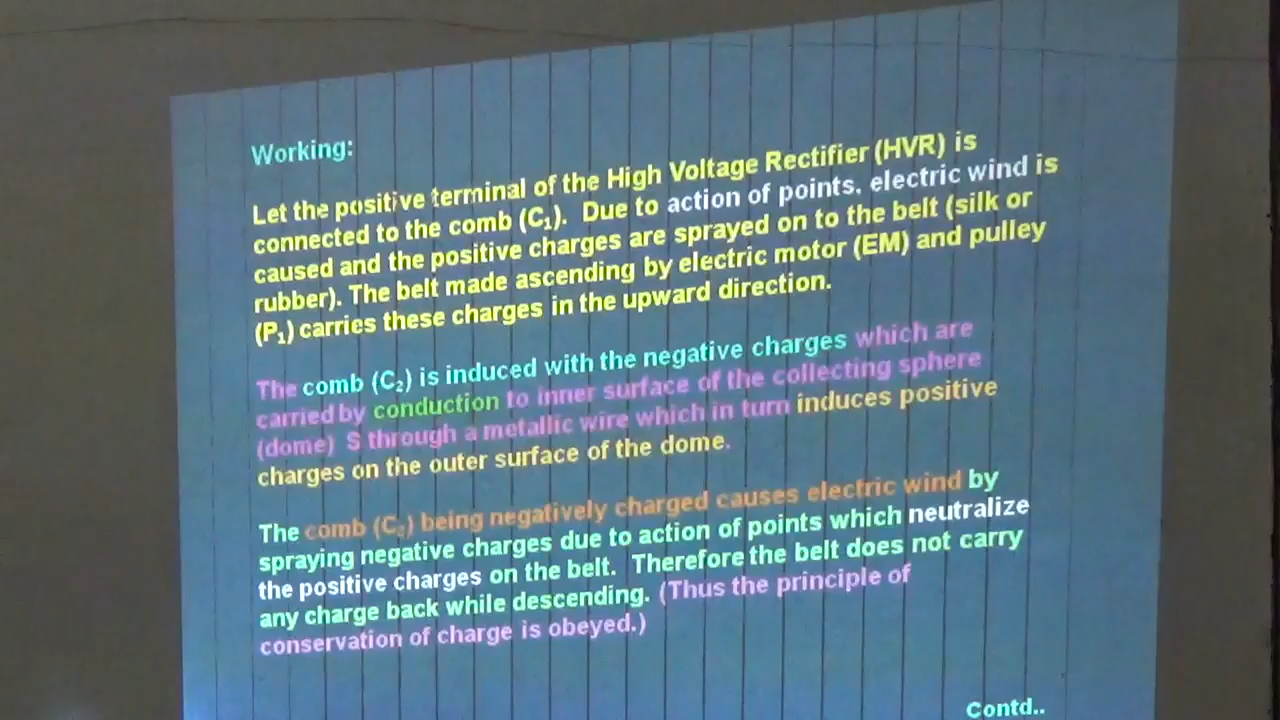 Working:
Let the positive terminal of the High Voltage Rectifier (HVR) is
connected to the comb (C₁). Due to action of points, electric wind is
caused and the positive charges are sprayed on to the belt (silk or
rubber). The belt made ascending by electric motor (EM) and pulley
(P₁) carries these charges in the upward direction.
The comb (C₂) is induced with the negative charges which are
carried by conduction to inner surface of the collecting sphere
(dome) S through a metallic wire which in turn induces positive
charges on the outer surface of the dome.
The comb (C₂) being negatively charged causes electric wind by
spraying negative charges due to action of points which neutralize
the positive charges on the belt. Therefore the belt does not carry
any charge back while descending. (Thus the principle of
conservation of charge is obeyed.)
Contd..